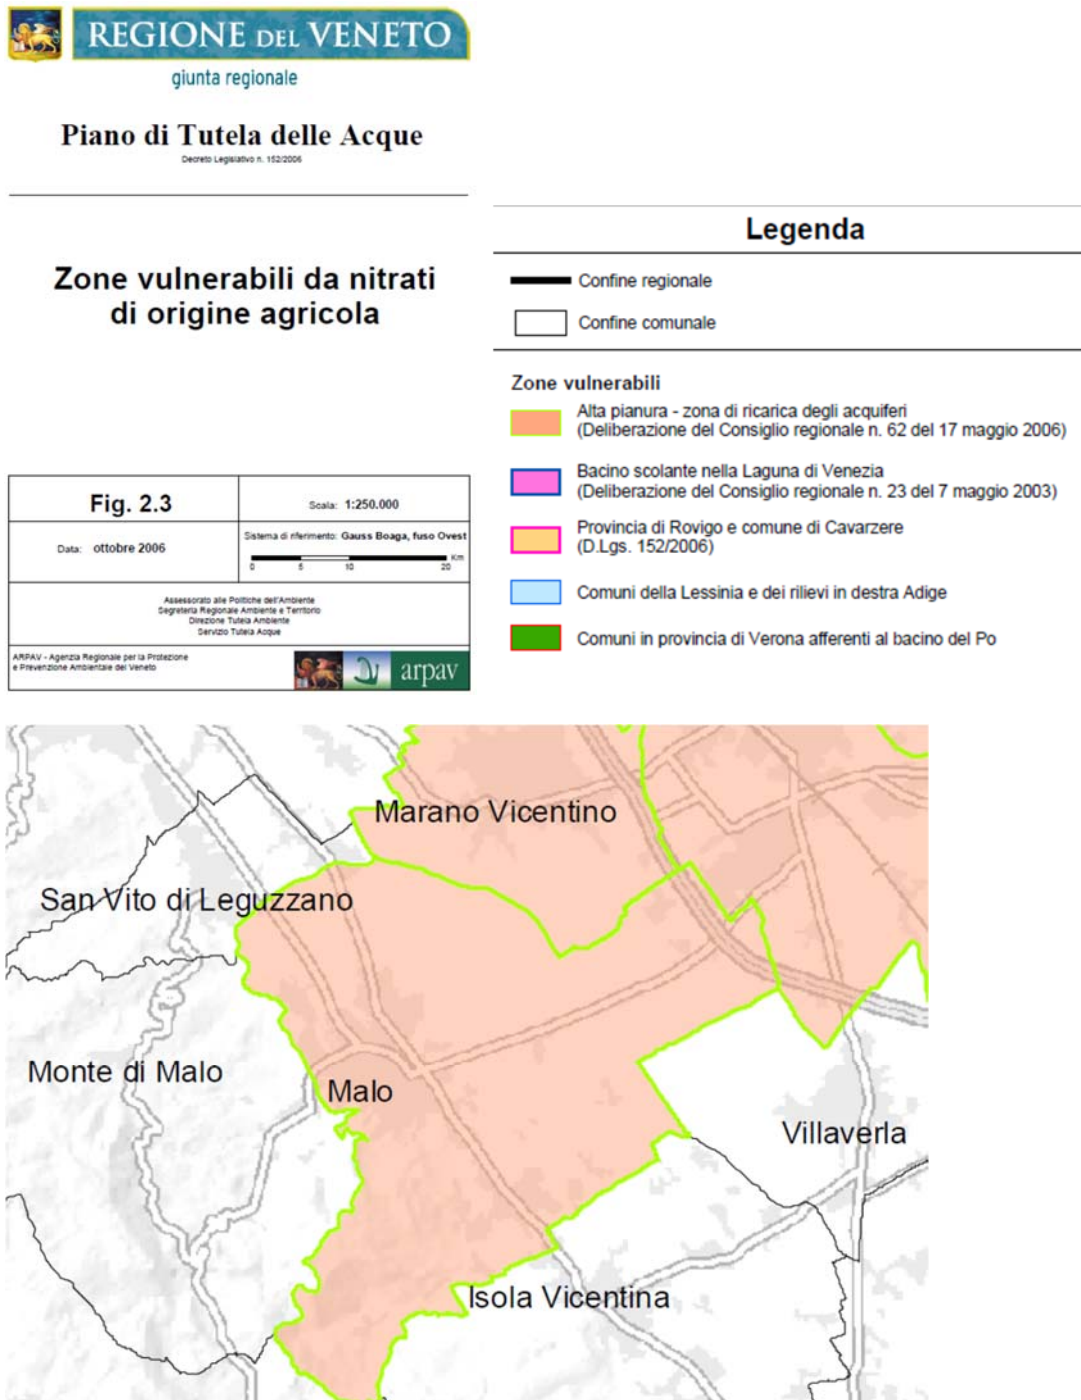 REGIONE DEL VENETO
giunta regionale
Piano di Tutela delle Acque
Decreto Legislativo n. 152/2006
Zone vulnerabili da nitrati
di origine agricola
Fig. 2.3
Scala: 1:250.000
Data: ottobre 2006
Sistema di riferimento: Gauss Boaga, fuso Ovest
Km
0 5 10 20
Assessorato alle Politiche dell'Ambiente
Segreteria Regionale Ambiente e Territorio
Direzione Tutela Ambiente
Servizio Tutela Acque
ARPAV - Agenzia Regionale per la Protezione
e Prevenzione Ambientale del Veneto
arpav
Legenda
Confine regionale
Confine comunale
Zone vulnerabili
Alta pianura - zona di ricarica degli acquiferi
(Deliberazione del Consiglio regionale n. 62 del 17 maggio 2006)
Bacino scolante nella Laguna di Venezia
(Deliberazione del Consiglio regionale n. 23 del 7 maggio 2003)
Provincia di Rovigo e comune di Cavarzere
(D.Lgs. 152/2006)
Comuni della Lessinia e dei rilievi in destra Adige
Comuni in provincia di Verona afferenti al bacino del Po
Marano Vicentino
San Vito di Leguzzano
Monte di Malo
Malo
Villaverla
Isola Vicentina